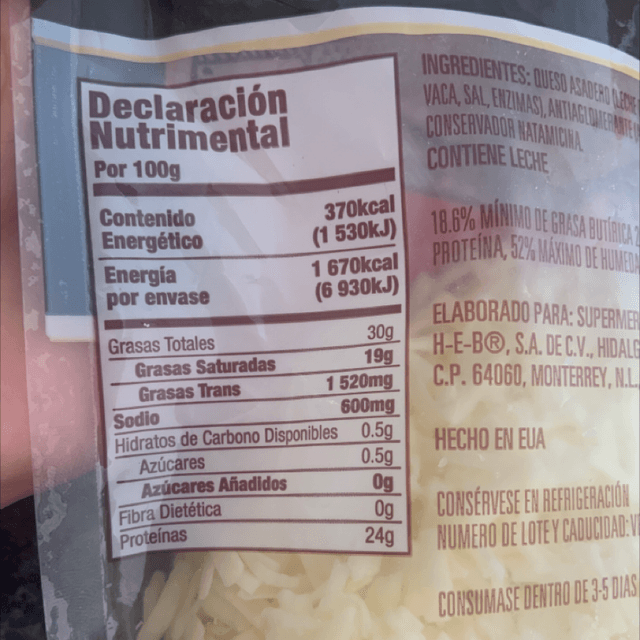 Declaración
Nutrimental
Por 100g
Contenido
Energético
370kcal
(1 530kJ)
Energía
por envase
1 670kcal
(6 930kJ)
Grasas Totales 30g
Grasas Saturadas 19g
Grasas Trans 1 520mg
Sodio 600mg
Hidratos de Carbono Disponibles 0.5g
Azúcares 0.5g
Azúcares Añadidos 0g
Fibra Dietética 0g
Proteínas 24g
INGREDIENTES: QUESO ASADERO
VACA, SAL, ENZIMAS),
CONSERVADOR NATAMICINA.
CONTIENE LECHE
18.6% MÍNIMO DE GRASA BUTÍRICA
PROTEÍNA, 52% MÁXIMO DE
ELABORADO PARA:
H-E-B®, S.A. DE C.V.,
C.P. 64060, MONTERREY, N.L.
HECHO EN EUA
CONSÉRVESE EN REFRIGERACIÓN
NUMERO DE LOTE Y CADUCIDAD:
CONSUMASE DENTRO DE 3-5 DIAS